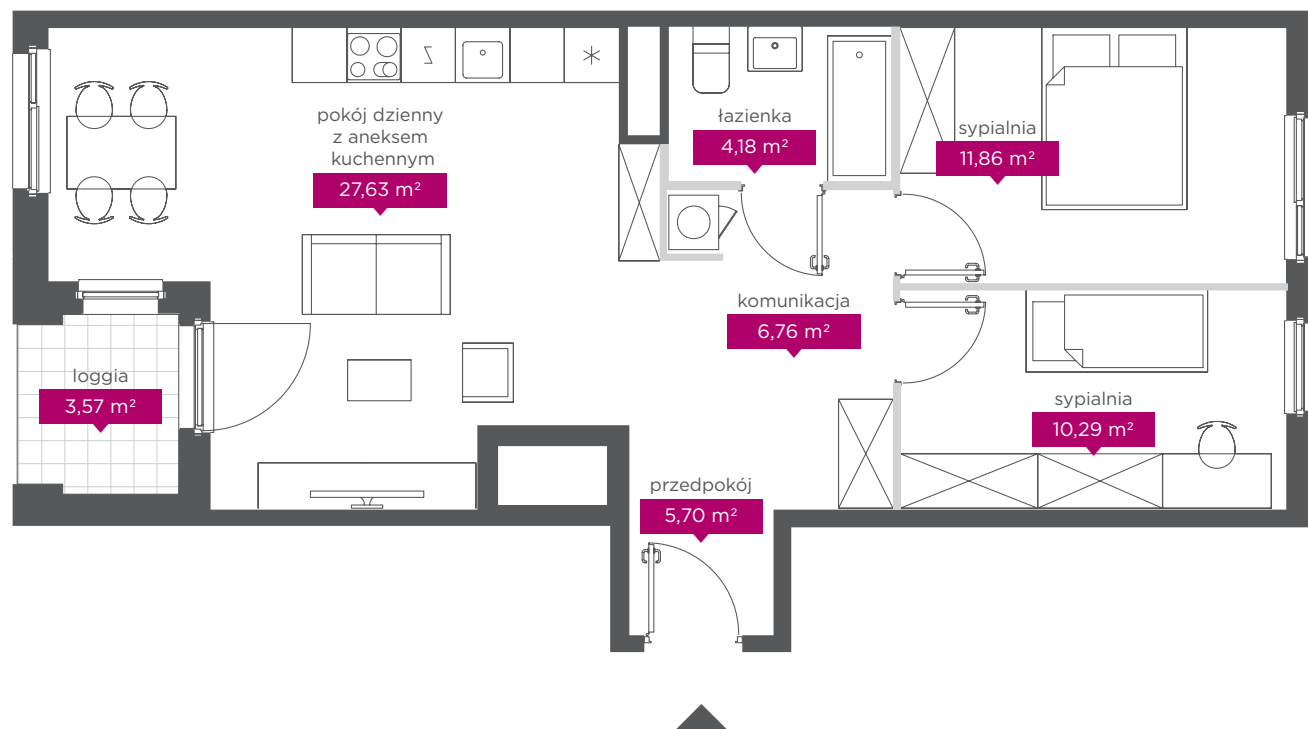 pokój dzienny
z aneksem
kuchennym
27,63 m²
łazienka
4,18 m²
sypialnia
11,86 m²
komunikacja
6,76 m²
loggia
3,57 m²
sypialnia
10,29 m²
przedpokój
5,70 m²